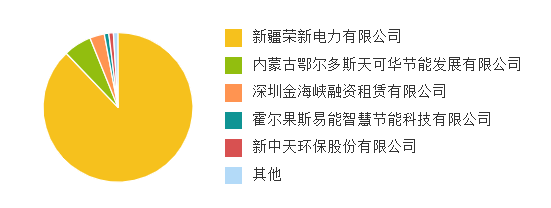 新疆荣新电力有限公司
内蒙古鄂尔多斯天可华节能发展有限公司
深圳金海峡融资租赁有限公司
霍尔果斯易能智慧节能科技有限公司
新中天环保股份有限公司
其他